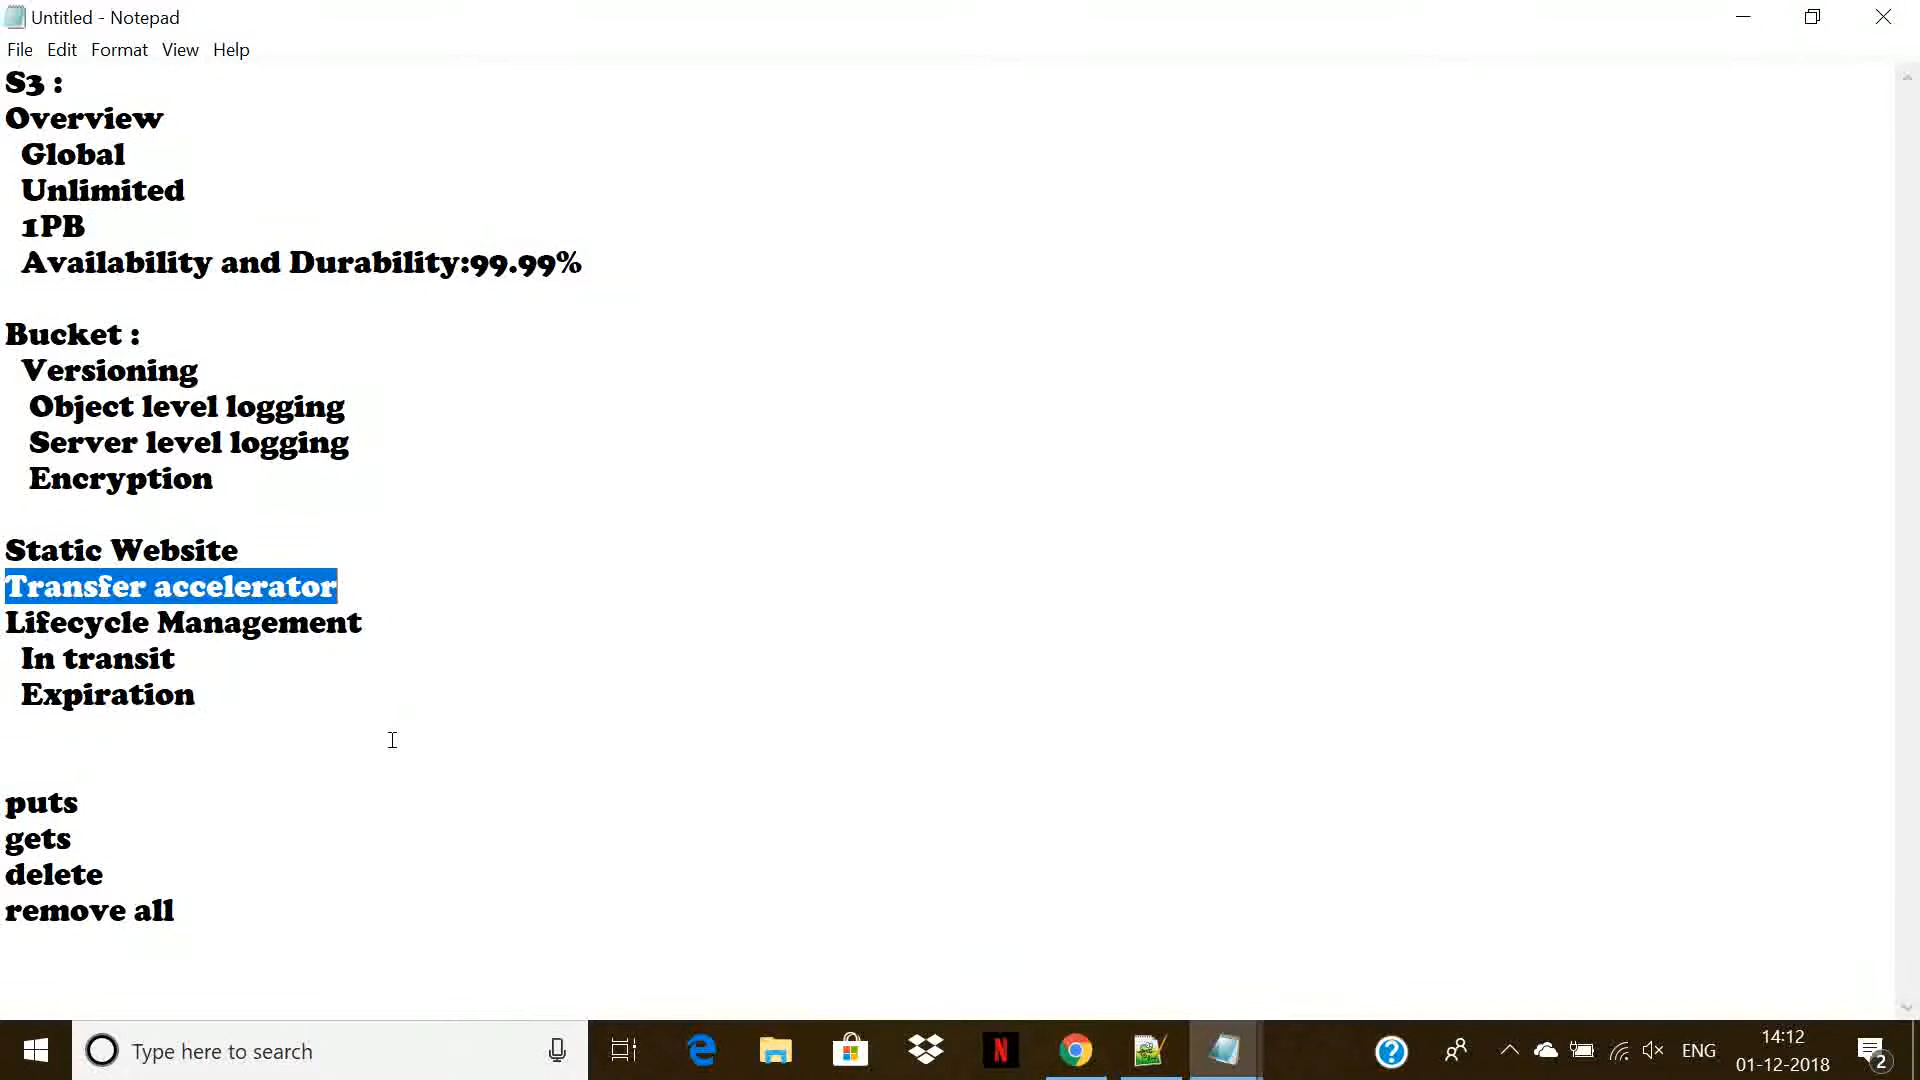 Untitled - Notepad
File Edit Format View Help
S3 :
Overview
Global
Unlimited
1PB
Availability and Durability:99.99%
Bucket :
Versioning
Object level logging
Server level logging
Encryption
Static Website
Transfer accelerator
Lifecycle Management
In transit
Expiration
puts
gets
delete
remove all
Type here to search
N
?
ENG
14:12
01-12-2018
2